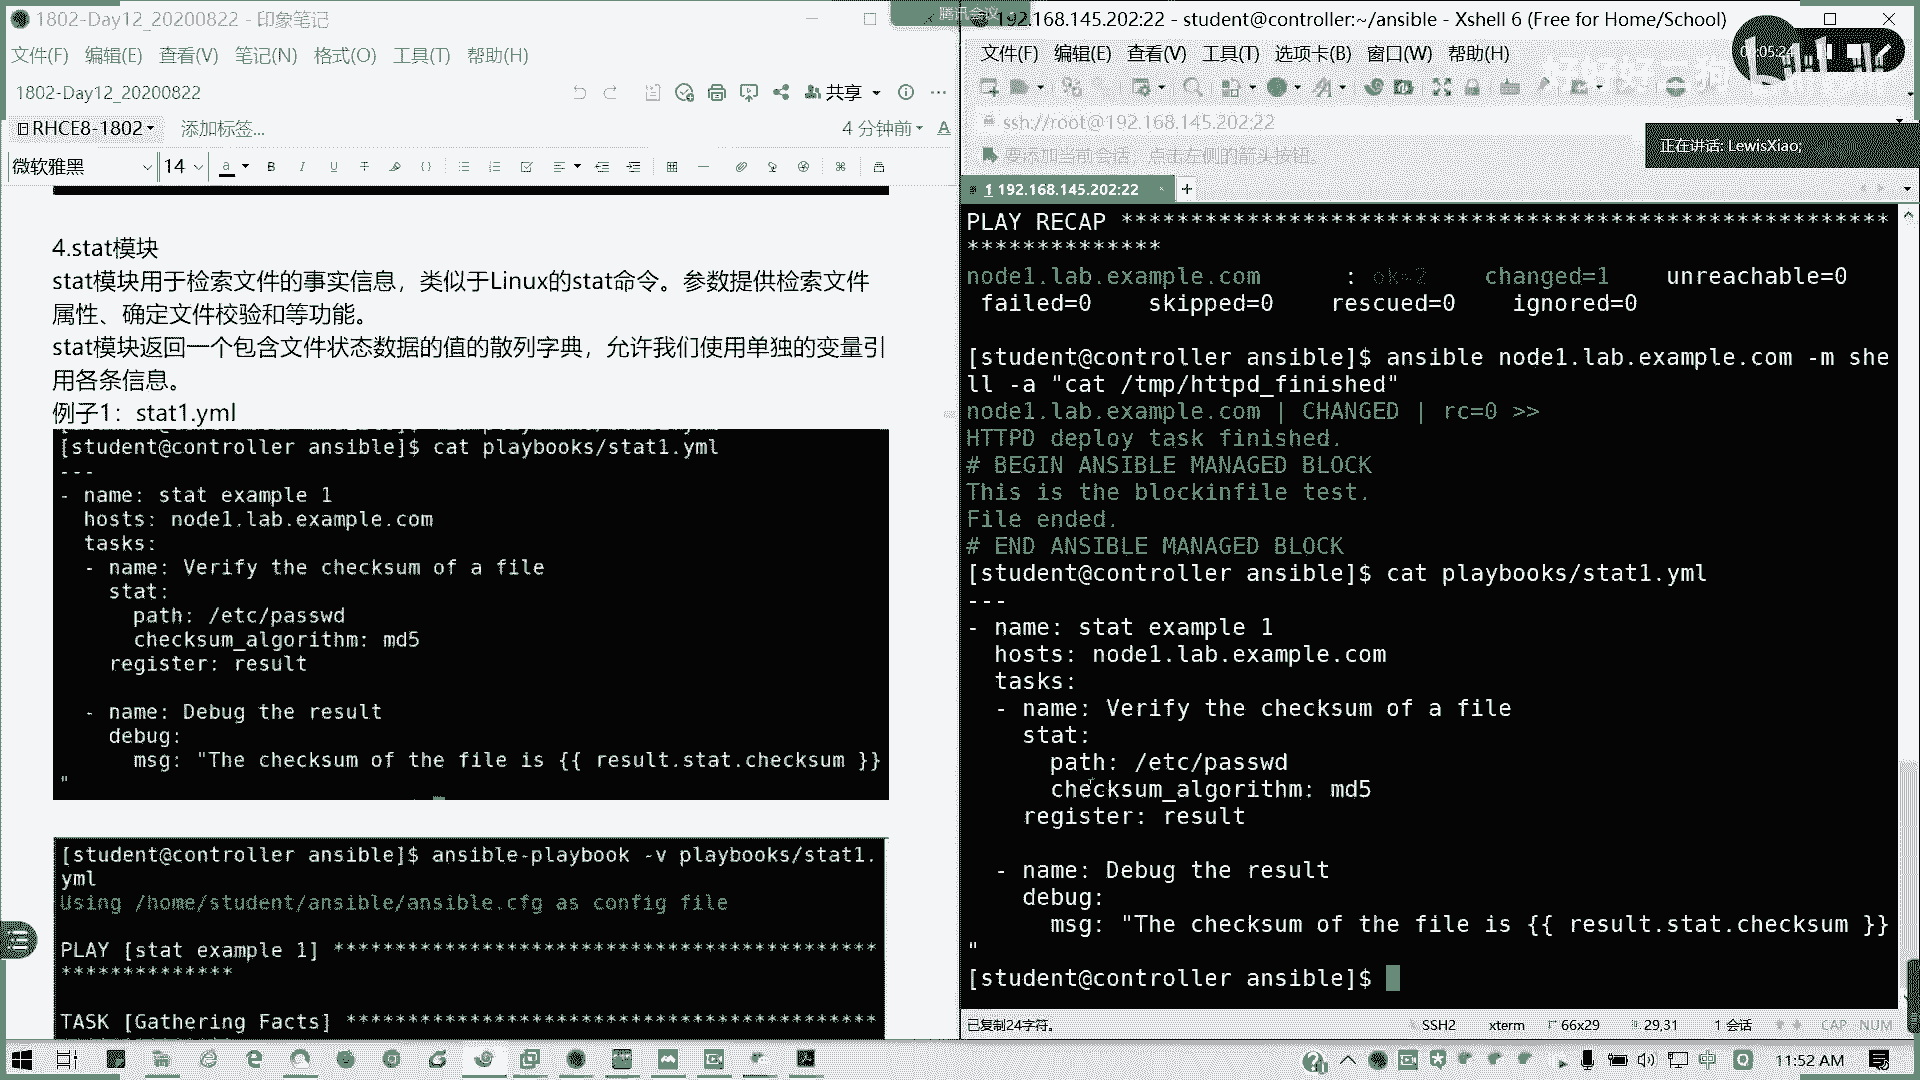 1802-Day12_20200822 - 印象笔记
文件(F) 编辑(E) 查看(V) 笔记(N) 格式(O) 工具(T) 帮助(H)
1802-Day12_20200822
共享
RHCE8-1802
添加标签...
4 分钟前
微软雅黑
14
4.stat模块
stat模块用于检索文件的事实信息，类似于Linux的stat命令。参数提供检索文件
属性、确定文件校验和等功能。
stat模块返回一个包含文件状态数据的值的散列字典，允许我们使用单独的变量引
用各条信息。
例子1：stat1.yml
[student@controller ansible]$ cat playbooks/stat1.yml
---
- name: stat example 1
  hosts: node1.lab.example.com
  tasks:
  - name: Verify the checksum of a file
    stat:
      path: /etc/passwd
      checksum_algorithm: md5
    register: result
  - name: Debug the result
    debug:
      msg: "The checksum of the file is {{ result.stat.checksum }}
"
[student@controller ansible]$ ansible-playbook -v playbooks/stat1.
yml
Using /home/student/ansible/ansible.cfg as config file
PLAY [stat example 1] *********************************************
**************
TASK [Gathering Facts] ********************************************
腾讯会议
192.168.145.202:22 - student@controller:~/ansible - Xshell 6 (Free for Home/School)
文件(F) 编辑(E) 查看(V) 工具(T) 选项卡(B) 窗口(W) 帮助(H)
ssh://root@192.168.145.202:22
要添加当前会话，点击左侧的箭头按钮。
正在讲话: LewisXiao;
1 192.168.145.202:22
PLAY RECAP *******************************************************
**************
node1.lab.example.com : ok=2 changed=1 unreachable=0
failed=0 skipped=0 rescued=0 ignored=0
[student@controller ansible]$ ansible node1.lab.example.com -m she
ll -a "cat /tmp/httpd_finished"
node1.lab.example.com | CHANGED | rc=0 >>
HTTPD deploy task finished.
# BEGIN ANSIBLE MANAGED BLOCK
This is the blockinfile test.
File ended.
# END ANSIBLE MANAGED BLOCK
[student@controller ansible]$ cat playbooks/stat1.yml
---
- name: stat example 1
  hosts: node1.lab.example.com
  tasks:
  - name: Verify the checksum of a file
    stat:
      path: /etc/passwd
      checksum_algorithm: md5
    register: result
  - name: Debug the result
    debug:
      msg: "The checksum of the file is {{ result.stat.checksum }}
"
[student@controller ansible]$
已复制24字符。
SSH2 xterm 66x29 29,31 1 会话 CAP NUM
中
11:52 AM